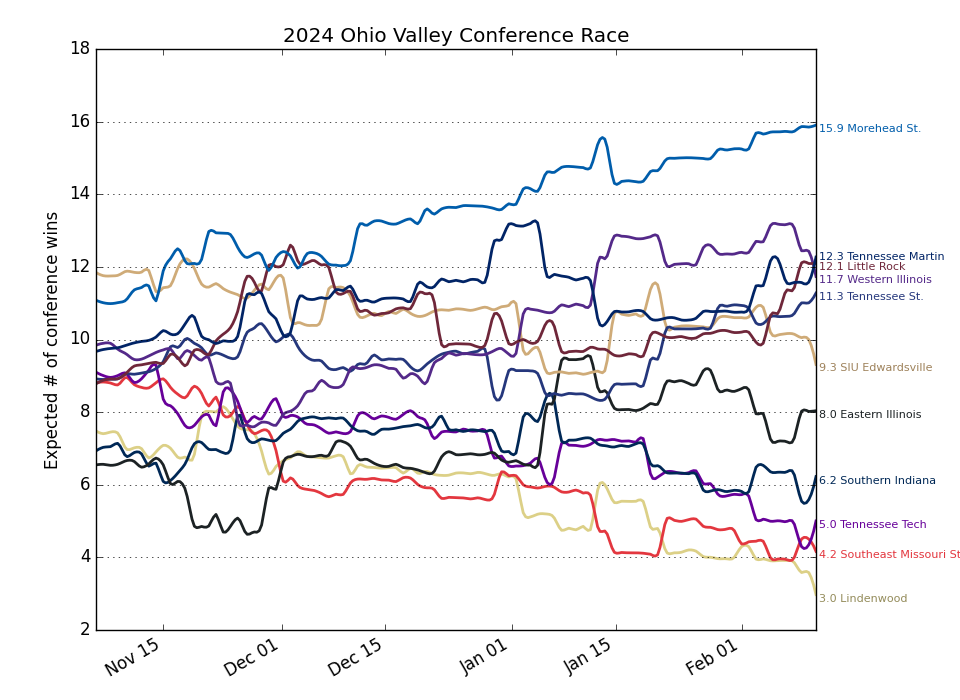 2024 Ohio Valley Conference Race
Expected # of conference wins
18
16
14
12
10
8
6
4
2
Nov 15
Dec 01
Dec 15
Jan 01
Jan 15
Feb 01
15.9 Morehead St.
12.3 Tennessee Martin
12.1 Little Rock
11.7 Western Illinois
11.3 Tennessee St.
9.3 SIU Edwardsville
8.0 Eastern Illinois
6.2 Southern Indiana
5.0 Tennessee Tech
4.2 Southeast Missouri St
3.0 Lindenwood